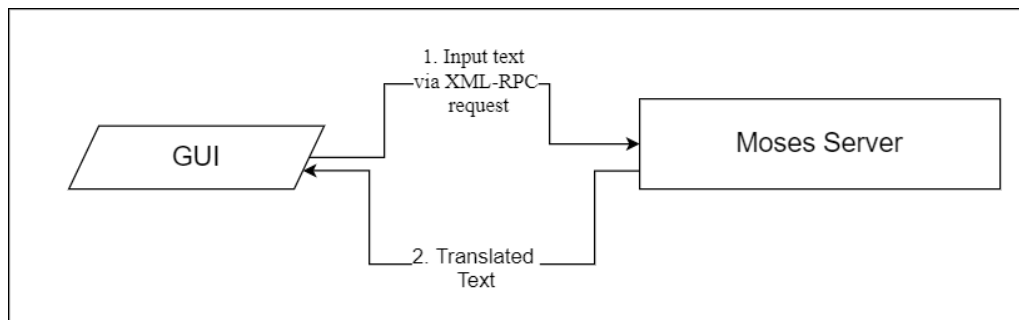 1. Input text
via XML-RPC
request
GUI
Moses Server
2. Translated
Text